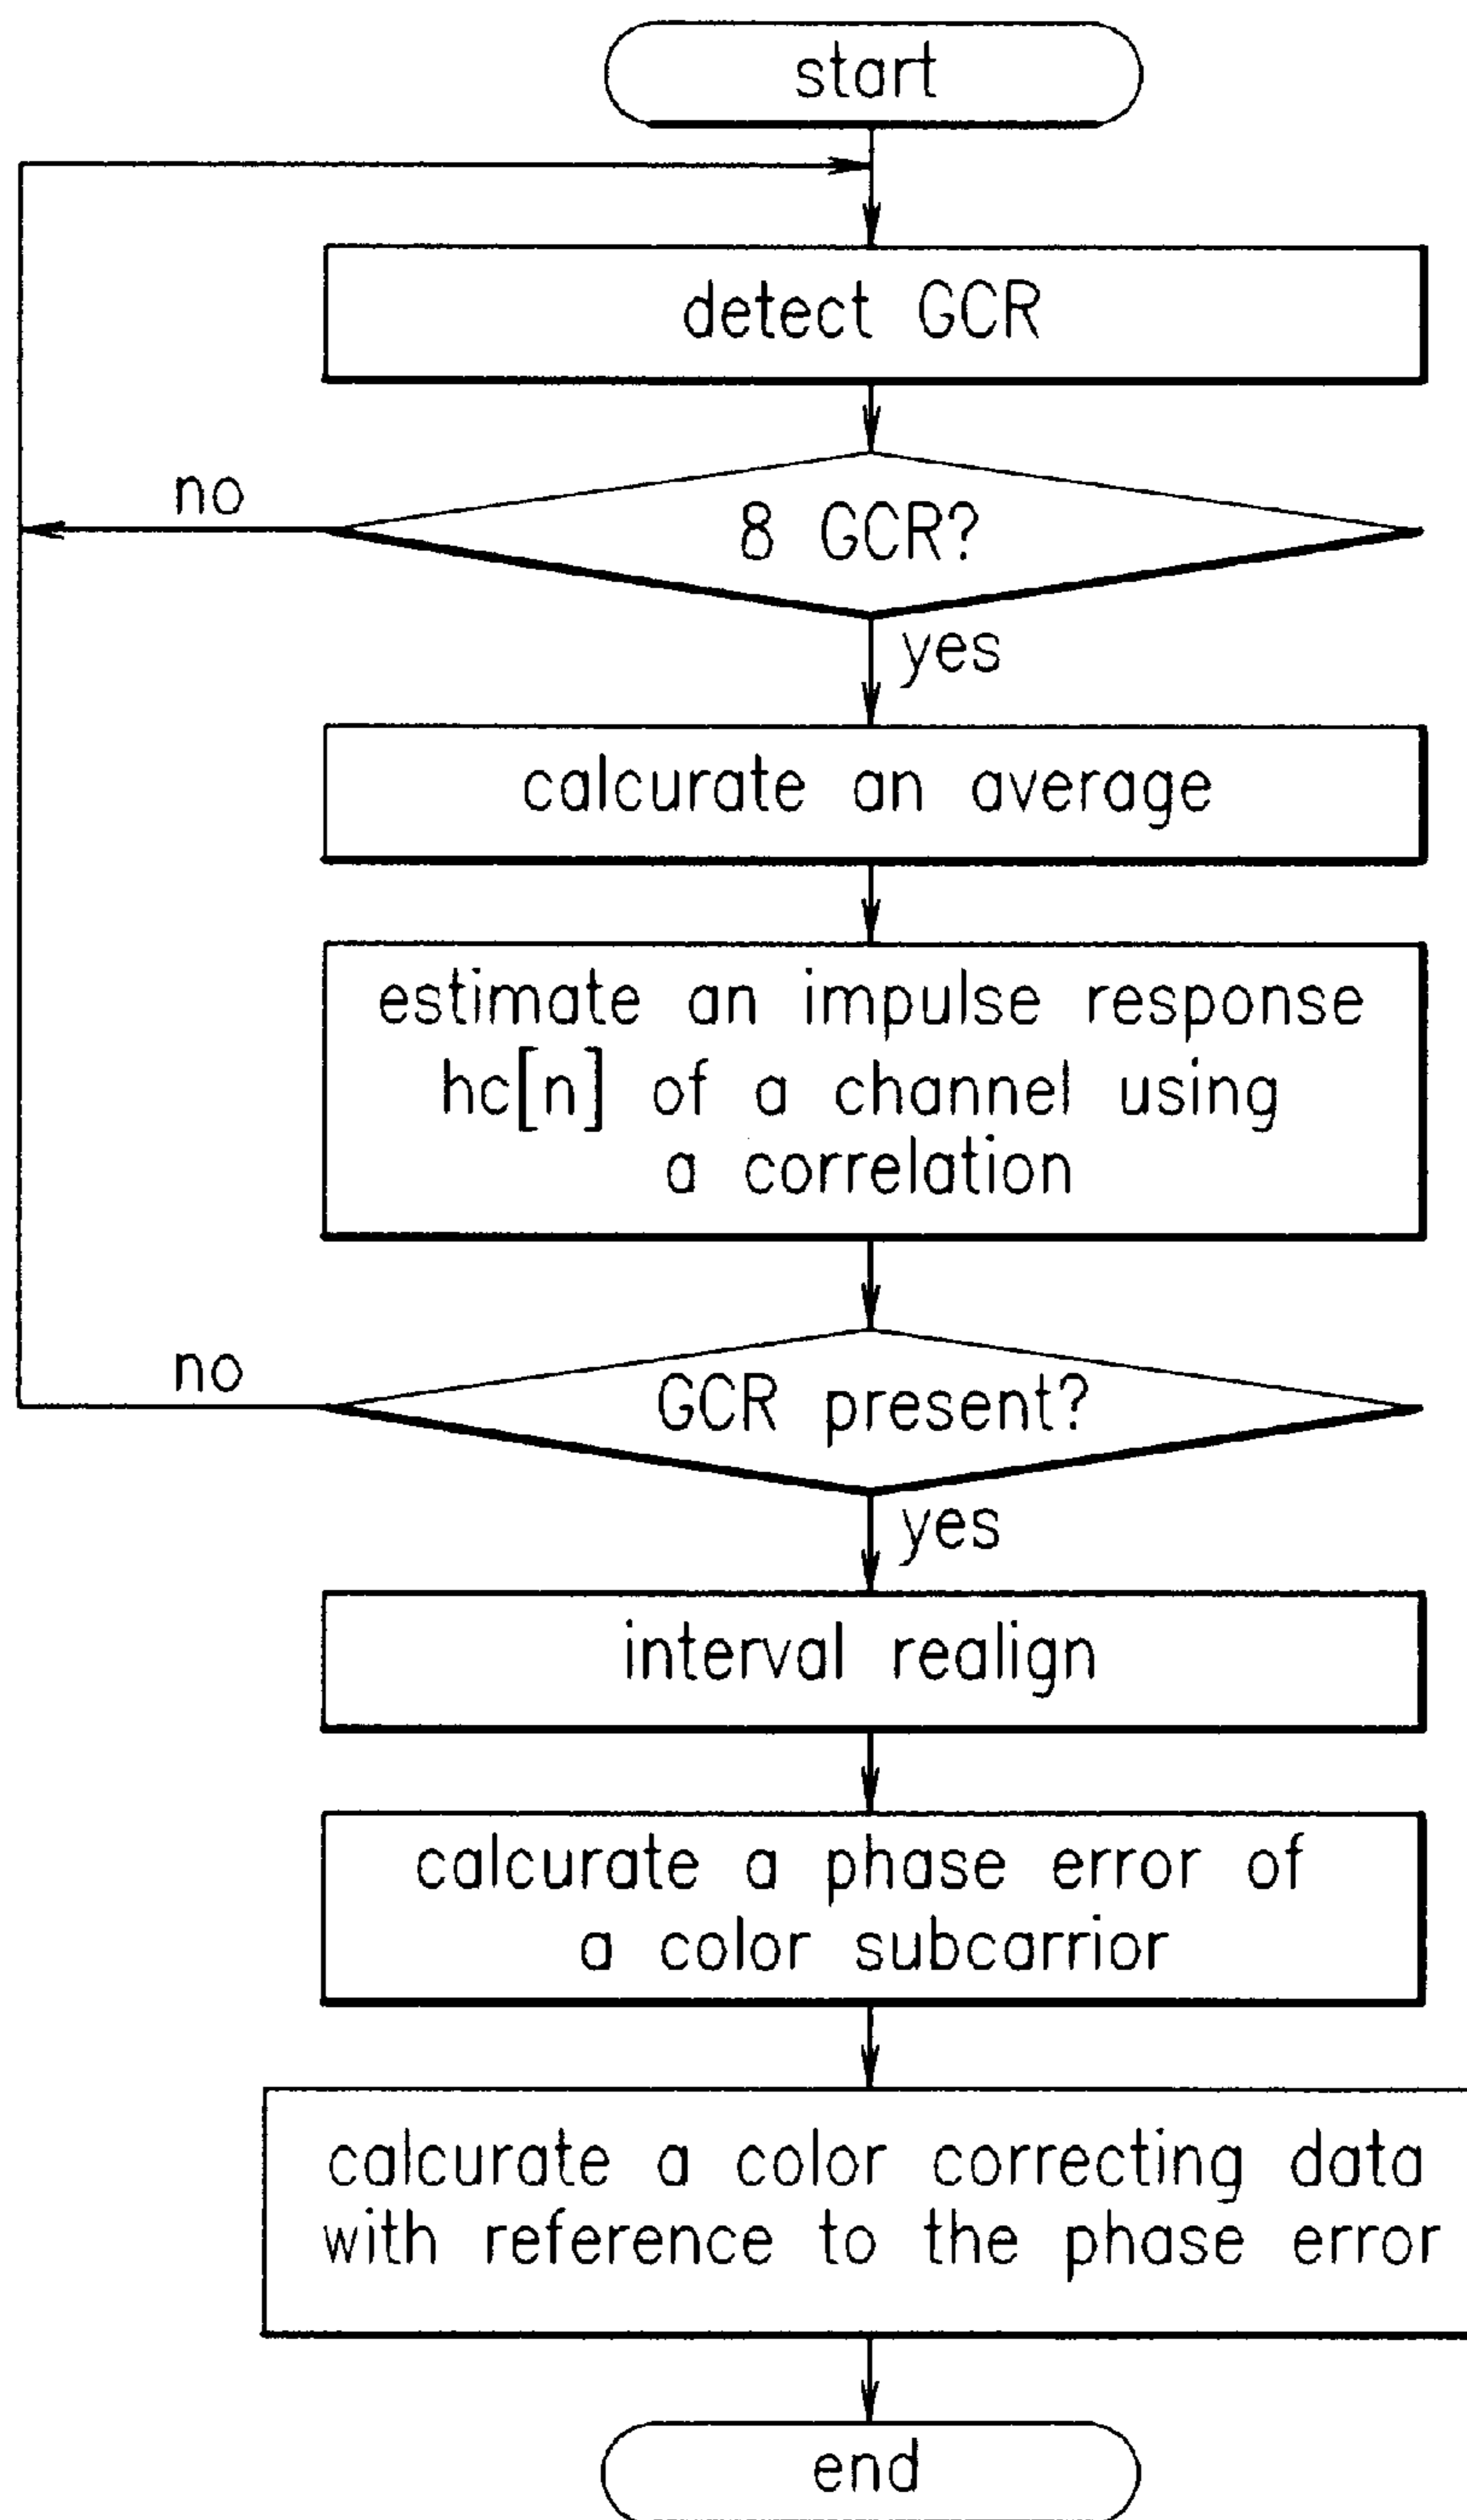 start
detect GCR
no
8 GCR?
yes
calcurate an average
estimate an impulse response
hc[n] of a channel using
a correlation
no
GCR present?
yes
interval realign
calcurate a phase error of
a color subcarrior
calcurate a color correcting data
with reference to the phase error
end